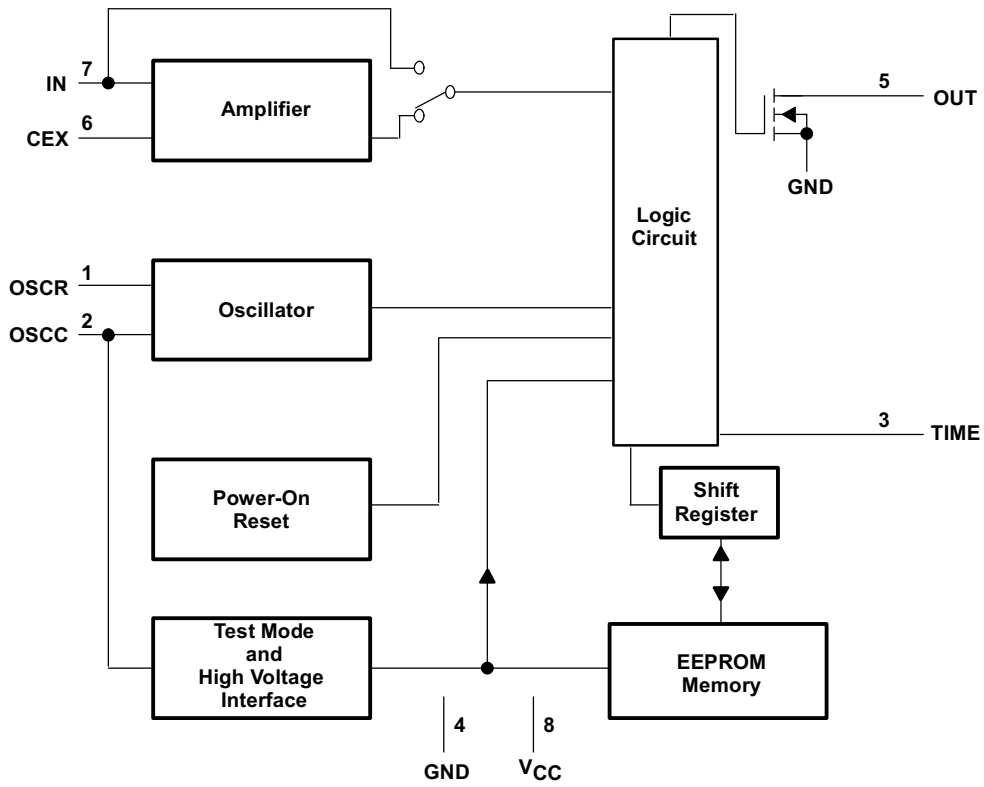 IN
7
Amplifier
CEX
6
5
OUT
GND
Logic
Circuit
OSCR
1
OSCC
2
Oscillator
3
TIME
Power-On
Reset
Shift
Register
Test Mode
and
High Voltage
Interface
EEPROM
Memory
4
GND
8
VCC